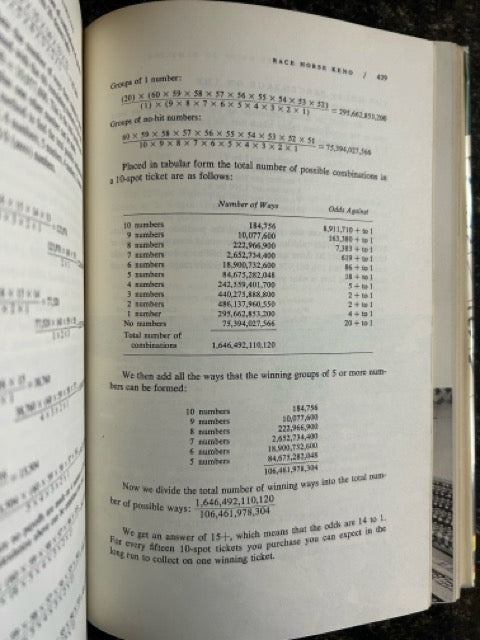 RACE HORSE KENO / 429
Groups of 1 number:
(20) × (60 × 59 × 58 × 57 × 56 × 55 × 54 × 53 × 52)
(1) × (9 × 8 × 7 × 6 × 5 × 4 × 3 × 2 × 1) = 295,662,853,200
Groups of no-hit numbers:
60 × 59 × 58 × 57 × 56 × 55 × 54 × 53 × 52 × 51
10 × 9 × 8 × 7 × 6 × 5 × 4 × 3 × 2 × 1 = 75,394,027,566
Placed in tabular form the total number of possible combinations in
a 10-spot ticket are as follows:
Number of Ways Odds Against
10 numbers 184,756 8,911,710 + to 1
9 numbers 10,077,600 163,380 + to 1
8 numbers 222,966,900 7,383 + to 1
7 numbers 2,652,734,400 619 + to 1
6 numbers 18,900,732,600 86 + to 1
5 numbers 84,675,282,048 18 + to 1
4 numbers 242,559,401,700 5 + to 1
3 numbers 440,275,888,800 2 + to 1
2 numbers 486,137,960,550 2 + to 1
1 number 295,662,853,200 4 + to 1
No numbers 75,394,027,566 20 + to 1
Total number of
combinations 1,646,492,110,120
We then add all the ways that the winning groups of 5 or more num-
bers can be formed:
10 numbers 184,756
9 numbers 10,077,600
8 numbers 222,966,900
7 numbers 2,652,734,400
6 numbers 18,900,732,600
5 numbers 84,675,282,048
106,461,978,304
Now we divide the total number of winning ways into the total num-
ber of possible ways: 1,646,492,110,120
106,461,978,304
We get an answer of 15+, which means that the odds are 14 to 1.
For every fifteen 10-spot tickets you purchase you can expect in the
long run to collect on one winning ticket.